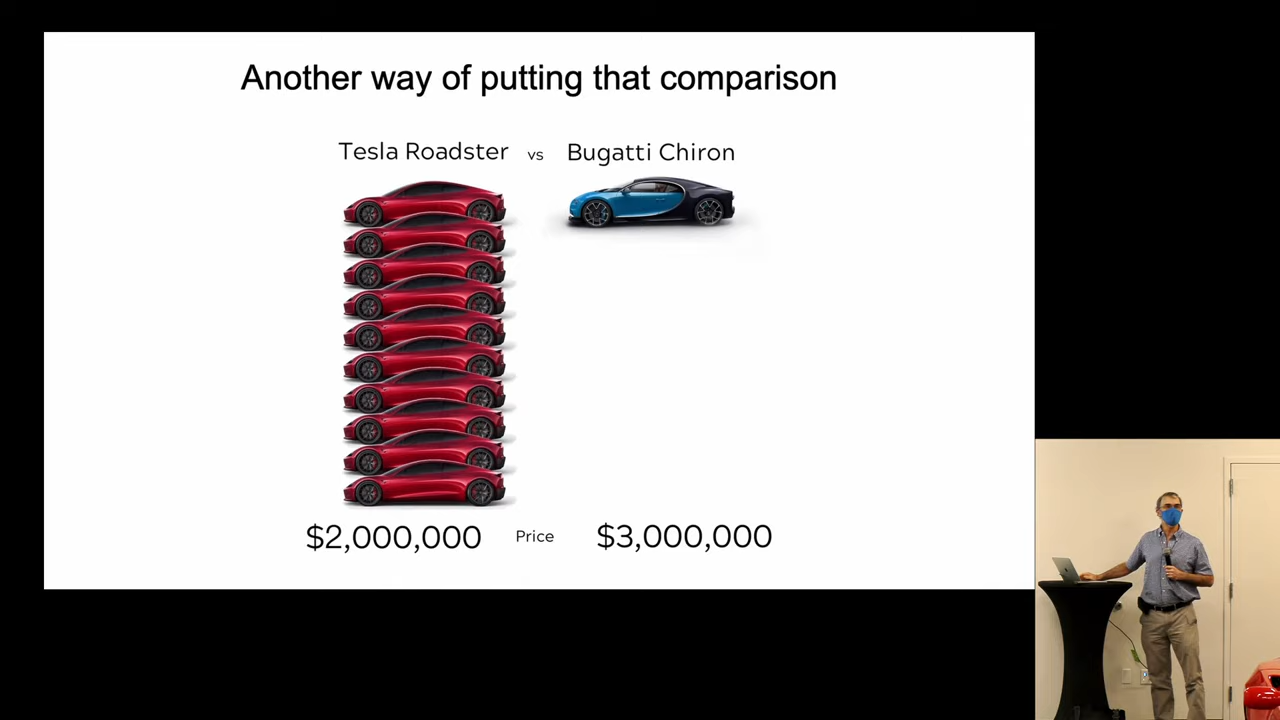 Another way of putting that comparison
Tesla Roadster vs Bugatti Chiron
$2,000,000 Price $3,000,000